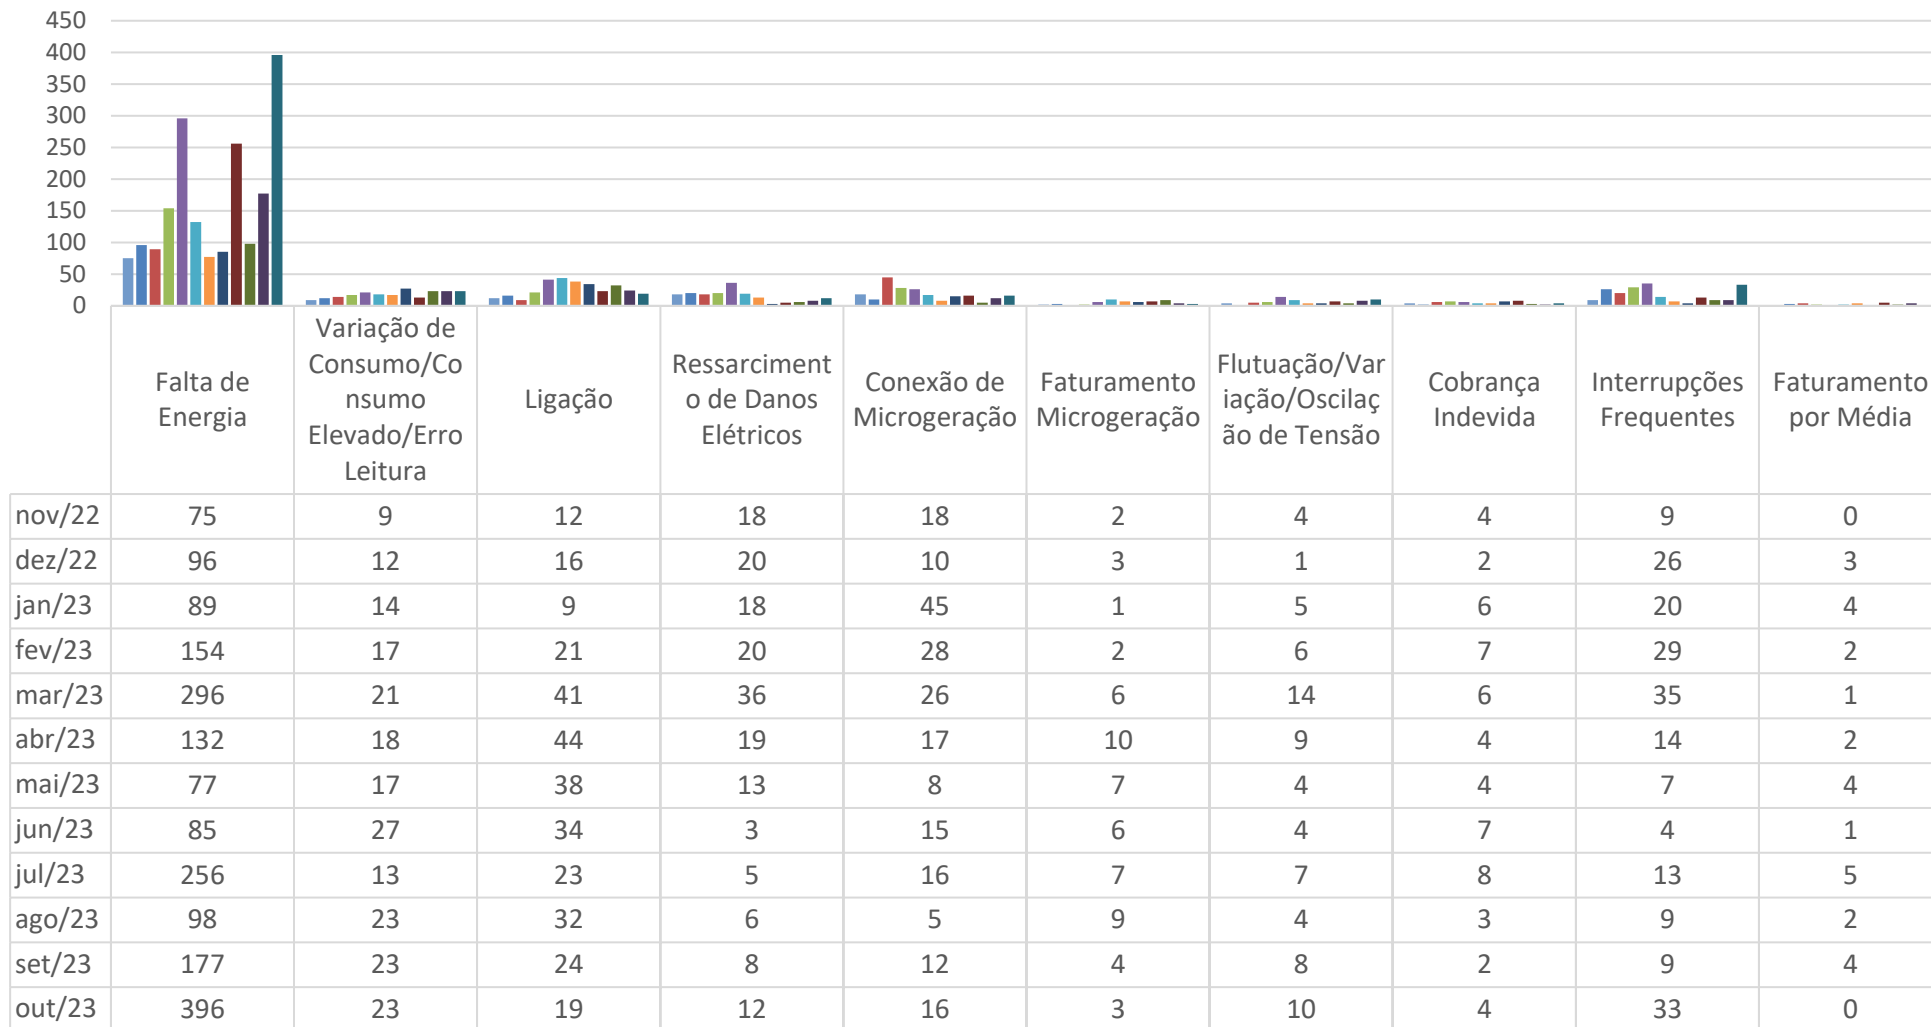 450
400
350
300
250
200
150
100
50
0
Falta de
Energia
Variação de
Consumo/Co
nsumo
Elevado/Erro
Leitura
Ligação
Ressarciment
o de Danos
Elétricos
Conexão de
Microgeração
Faturamento
Microgeração
Flutuação/Var
iação/Oscilaç
ão de Tensão
Cobrança
Indevida
Interrupções
Frequentes
Faturamento
por Média
nov/22 75 9 12 18 18 2 4 4 9 0
dez/22 96 12 16 20 10 3 1 2 26 3
jan/23 89 14 9 18 45 1 5 6 20 4
fev/23 154 17 21 20 28 2 6 7 29 2
mar/23 296 21 41 36 26 6 14 6 35 1
abr/23 132 18 44 19 17 10 9 4 14 2
mai/23 77 17 38 13 8 7 4 4 7 4
jun/23 85 27 34 3 15 6 4 7 4 1
jul/23 256 13 23 5 16 7 7 8 13 5
ago/23 98 23 32 6 5 9 4 3 9 2
set/23 177 23 24 8 12 4 8 2 9 4
out/23 396 23 19 12 16 3 10 4 33 0